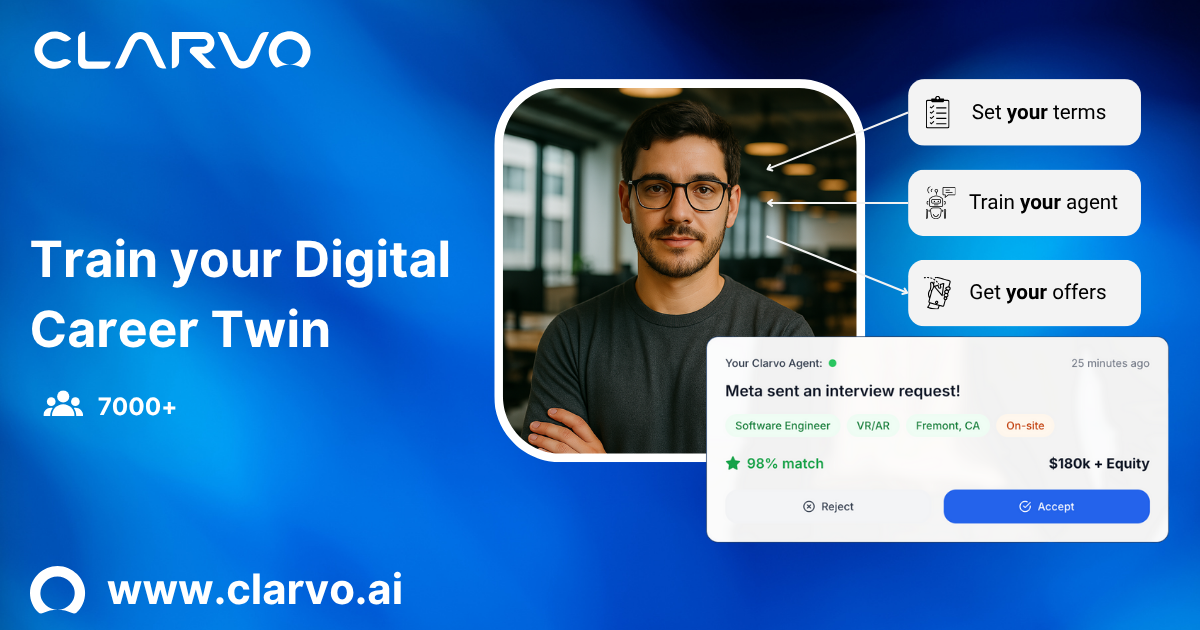 CLARVO
Train your Digital
Career Twin
7000+
www.clarvo.ai
Set your terms
Train your agent
Get your offers
Your Clarvo Agent:
25 minutes ago
Meta sent an interview request!
Software Engineer
VR/AR
Fremont, CA
On-site
98% match
$180k + Equity
Reject
Accept